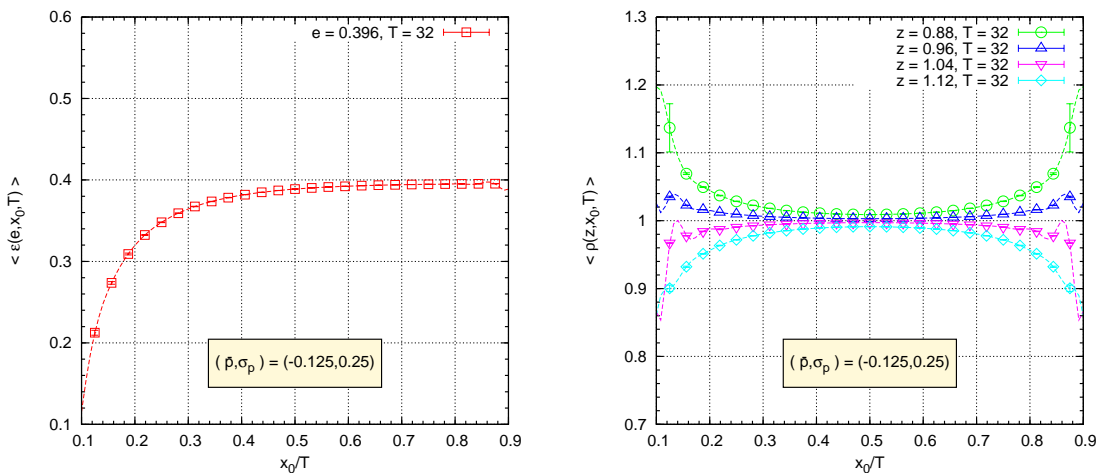 0.6
0.5
0.4
0.3
0.2
0.1
0.1 0.2 0.3 0.4 0.5 0.6 0.7 0.8 0.9
< ε(e,x₀,T) >
x₀/T
e = 0.396, T = 32
( p̄,σₚ ) = (-0.125,0.25)
1.3
1.2
1.1
1
0.9
0.8
0.7
0.1 0.2 0.3 0.4 0.5 0.6 0.7 0.8 0.9
< ρ(z,x₀,T) >
x₀/T
z = 0.88, T = 32
z = 0.96, T = 32
z = 1.04, T = 32
z = 1.12, T = 32
( p̄,σₚ ) = (-0.125,0.25)